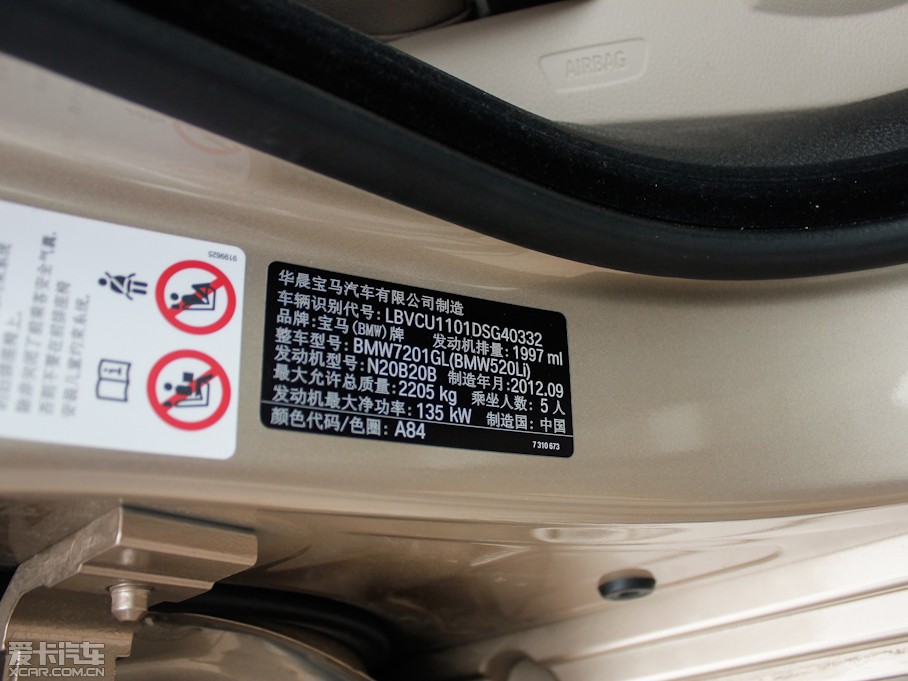 AIRBAG
9199625
华晨宝马汽车有限公司制造
车辆识别代号: LBVCU1101DSG40332
品牌: 宝马(BMW)牌 发动机排量: 1997 ml
整车型号: BMW7201GL(BMW520Li)
发动机型号: N20B20B 制造年月: 2012.09
最大允许总质量: 2205 kg 乘坐人数: 5 人
发动机最大净功率: 135 kW 制造国: 中国
颜色代码/色圈: A84
7 310 673
爱卡汽车
XCAR.COM.CN